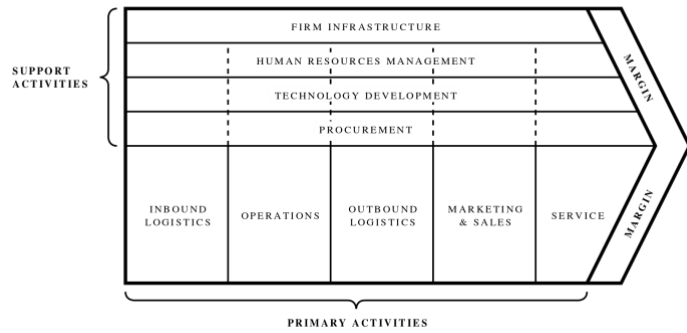 FIRM INFRASTRUCTURE
HUMAN RESOURCES MANAGEMENT
SUPPORT
ACTIVITIES
TECHNOLOGY DEVELOPMENT
PROCUREMENT
MARGIN
INBOUND
LOGISTICS
OPERATIONS
OUTBOUND
LOGISTICS
MARKETING
& SALES
SERVICE
MARGIN
PRIMARY ACTIVITIES